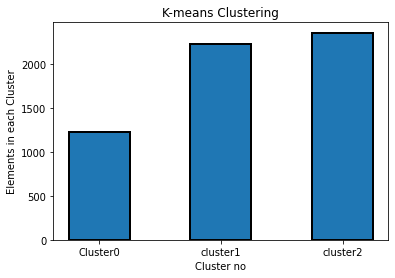 K-means Clustering
Elements in each Cluster
2000
1500
1000
500
0
Cluster0 cluster1 cluster2
Cluster no